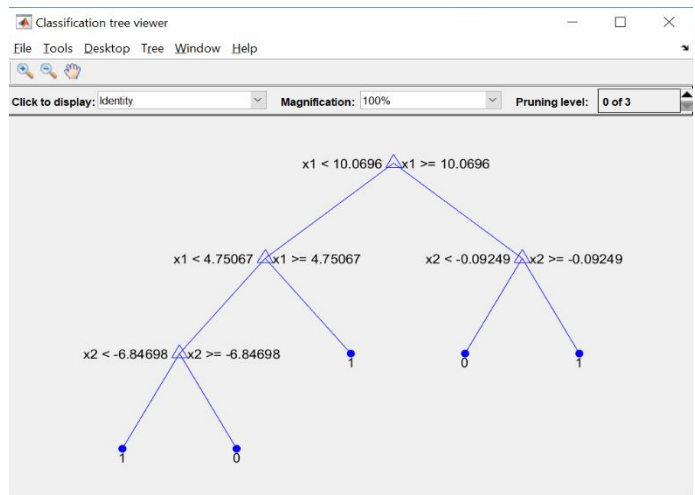 Classification tree viewer
File Tools Desktop Tree Window Help
Click to display: Identity Magnification: 100% Pruning level: 0 of 3
x1 < 10.0696 x1 >= 10.0696
x1 < 4.75067 x1 >= 4.75067 x2 < -0.09249 x2 >= -0.09249
x2 < -6.84698 x2 >= -6.84698 1 0 1
1 0